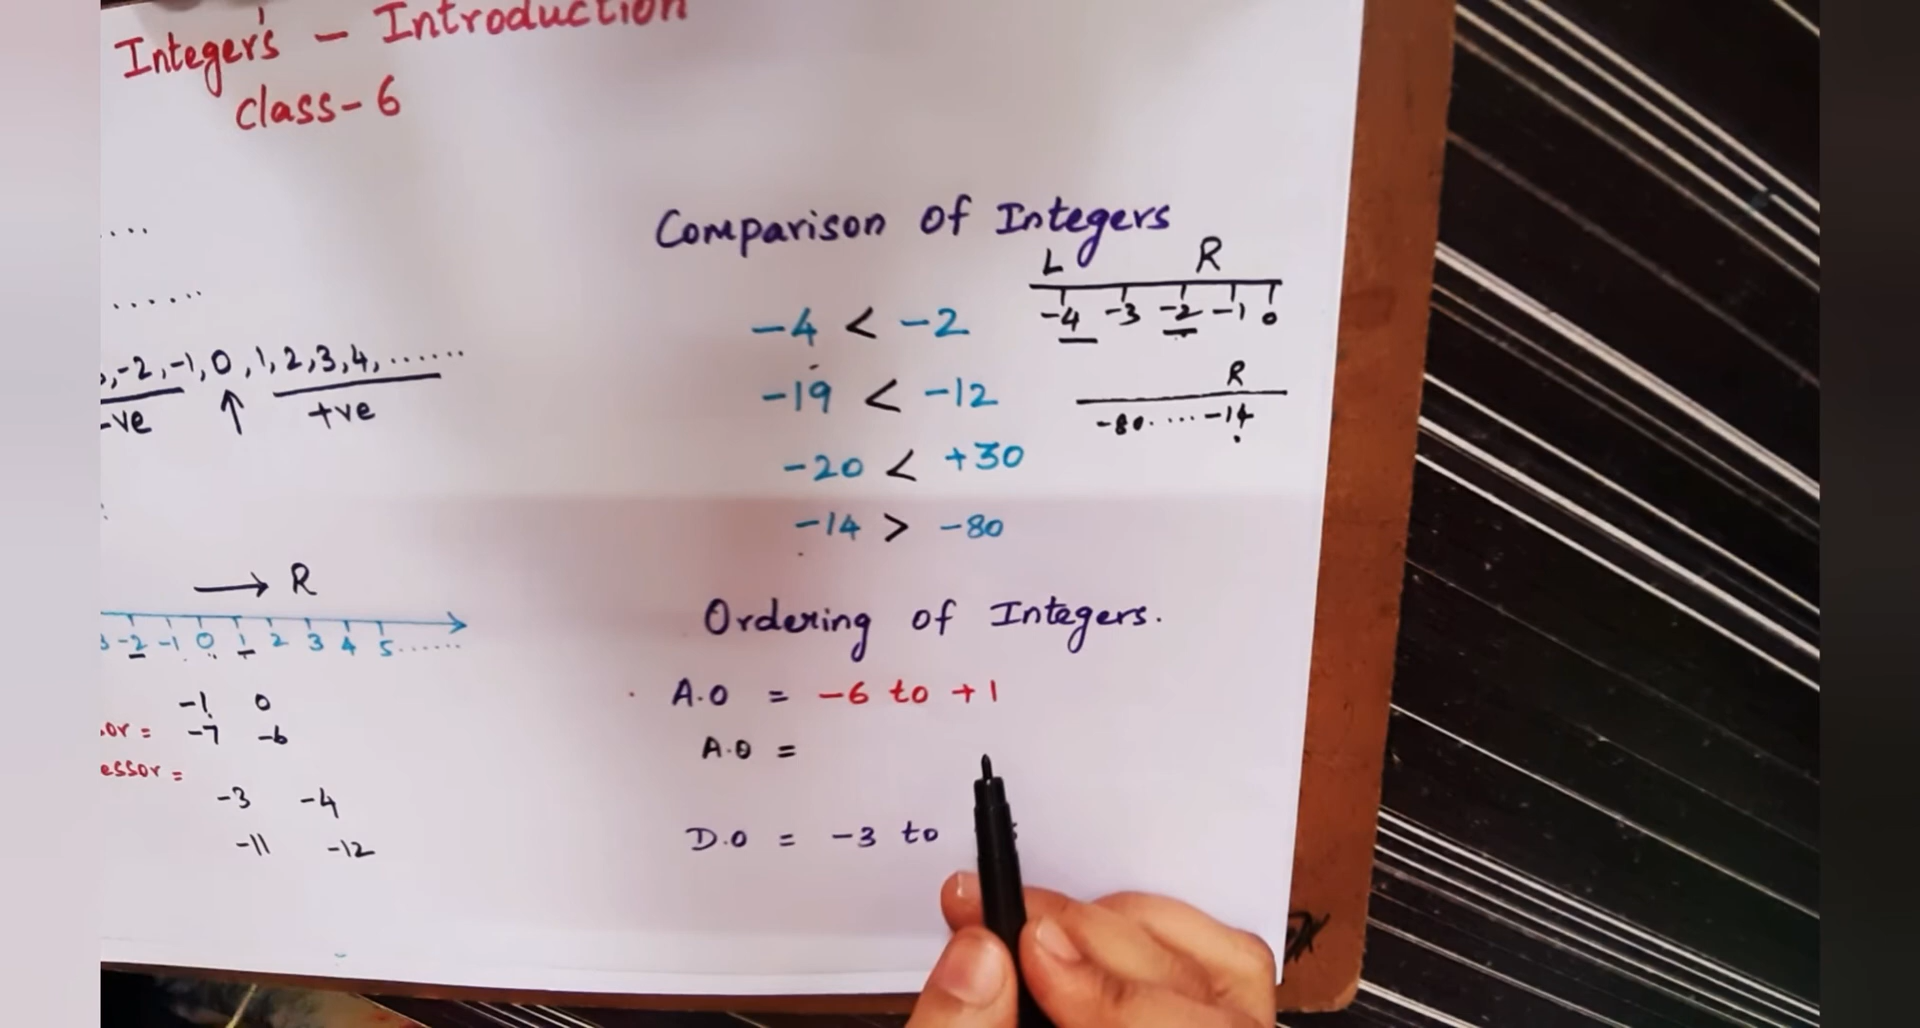 Integers - Introduction
Class-6
.....
......
,-2,-1,0,1,2,3,4,......
-ve ↑ +ve
→ R
3 -2 -1 0 1 2 3 4 5......
-1 0
-7 -6
-3 -4
-11 -12
Comparison of Integers
L R
-4 -3 -2 -1 0
-4 < -2
R
-80.....-14
-19 < -12
-20 < +30
-14 > -80
Ordering of Integers.
A.O = -6 to +1
A.O =
D.O = -3 to